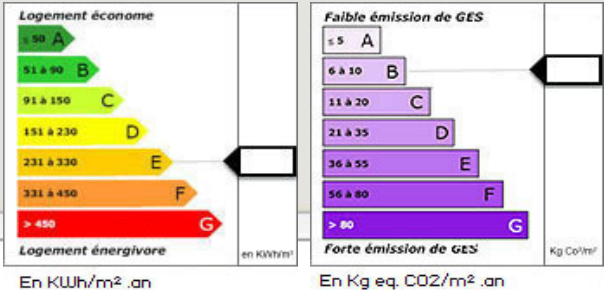 Logement économe
≤ 50 A
51 à 90 B
91 à 150 C
151 à 230 D
231 à 330 E
331 à 450 F
> 450 G
Logement énergivore
en KWh/m²
En KWh/m² .an
Faible émission de GES
≤ 5 A
6 à 10 B
11 à 20 C
21 à 35 D
36 à 55 E
56 à 80 F
> 80 G
Forte émission de GES
Kg Co²/m²
En Kg eq. CO2/m² .an